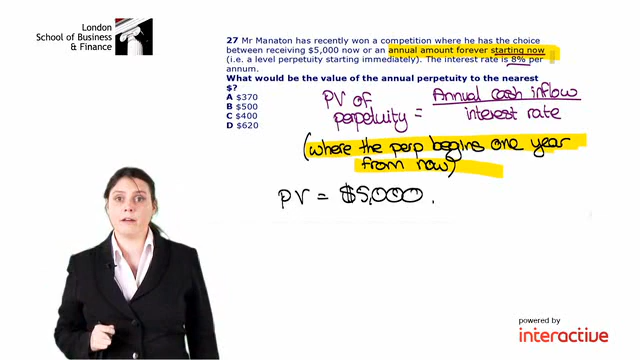 London
School of Business
& Finance
27 Mr Manaton has recently won a competition where he has the choice
between receiving $5,000 now or an annual amount forever starting now
(i.e. a level perpetuity starting immediately). The interest rate is 8% per
annum.
What would be the value of the annual perpetuity to the nearest
$?
A $370
B $500
C $400
D $620
PV of perpetuity = Annual cash inflow
interest rate
(where the perp begins one year
from now)
PV = $5,000.
powered by
interactive